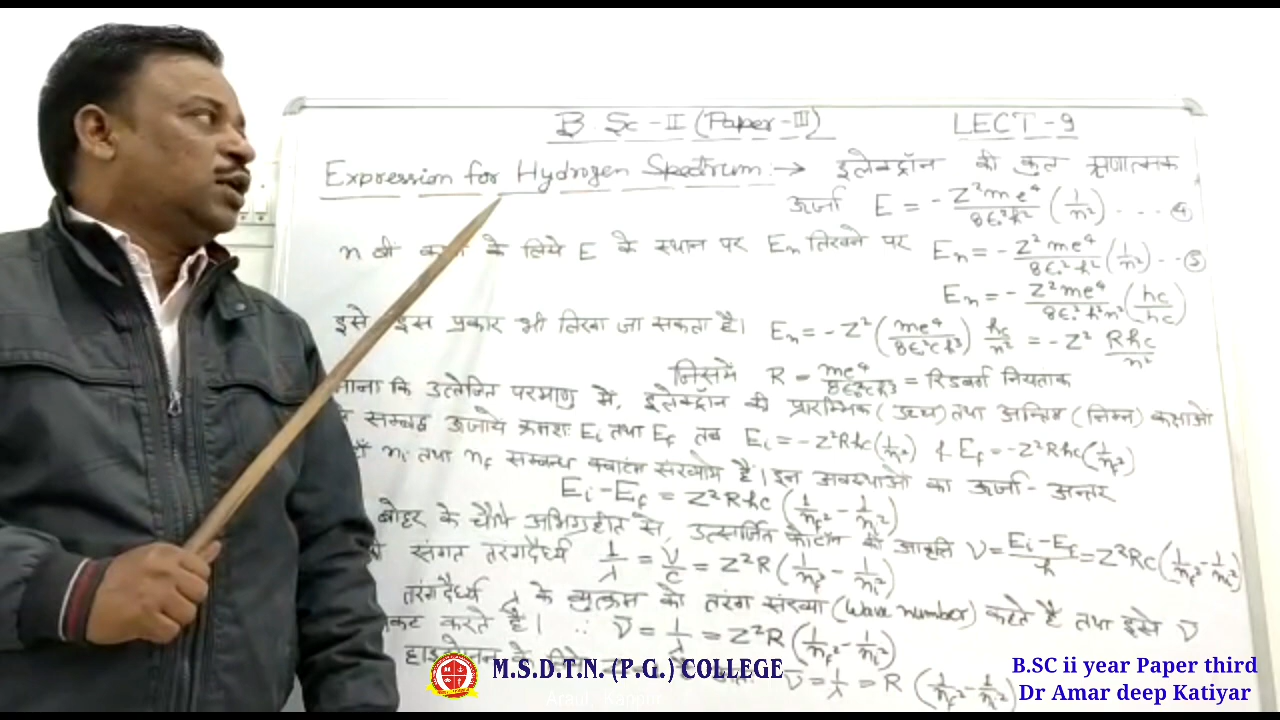 B.Sc-II (Paper-III) LECT-9
Expression for Hydrogen Spectrum:→ इलेक्ट्रॉन की कुल ऋणात्मक
ऊर्जा E = - Z²me⁴/8ε₀²h² (1/n²) .... ④
n वीं के लिये E के स्थान पर Eₙ लिखने पर Eₙ = - Z²me⁴/8ε₀²h² (1/n²) ...⑤
Eₙ = - Z²me⁴/8ε₀²h²n² (hc/hc)
इसे इस प्रकार भी लिखा जा सकता है। Eₙ = -Z² (me⁴/8ε₀²ch³) hc/n² = -Z² Rhc/n²
जिसमें R = me⁴/8ε₀²ch³ = रिडबर्ग नियतांक
कि उत्तेजित परमाणु में, इलेक्ट्रॉन की प्रारम्भिक (उच्च) तथा अन्तिम (निम्न) कक्षाओं
सम्बद्ध ऊर्जायें क्रमशः Eᵢ तथा E_f तब Eᵢ = -Z²Rhc(1/nᵢ²) & E_f = -Z²Rhc(1/n_f²)
nᵢ तथा n_f सम्बन्ध क्वांटम संख्यायें हैं। इन अवस्थाओं का ऊर्जा-अन्तर
Eᵢ-E_f = Z²Rhc (1/n_f² - 1/nᵢ²)
बोहर के अभिगृहीत से, उत्सर्जित फोटॉन की आवृत्ति ν = Eᵢ-E_f/h = Z²Rc(1/n_f² - 1/nᵢ²)
संगत तरंगदैर्ध्य 1/λ = ν/c = Z²R (1/n_f² - 1/nᵢ²)
तरंगदैर्ध्य λ के व्युत्क्रम को तरंग संख्या (wave number) कहते है तथा इसे ν̄
करते है। ∴ ν̄ = 1/λ = Z²R (1/n_f² - 1/nᵢ²)
ν̄ = 1/λ = R (1/n_f² - 1/nᵢ²)
M.S.D.T.N. (P.G.) COLLEGE
B.SC ii year Paper third
Dr Amar deep Katiyar